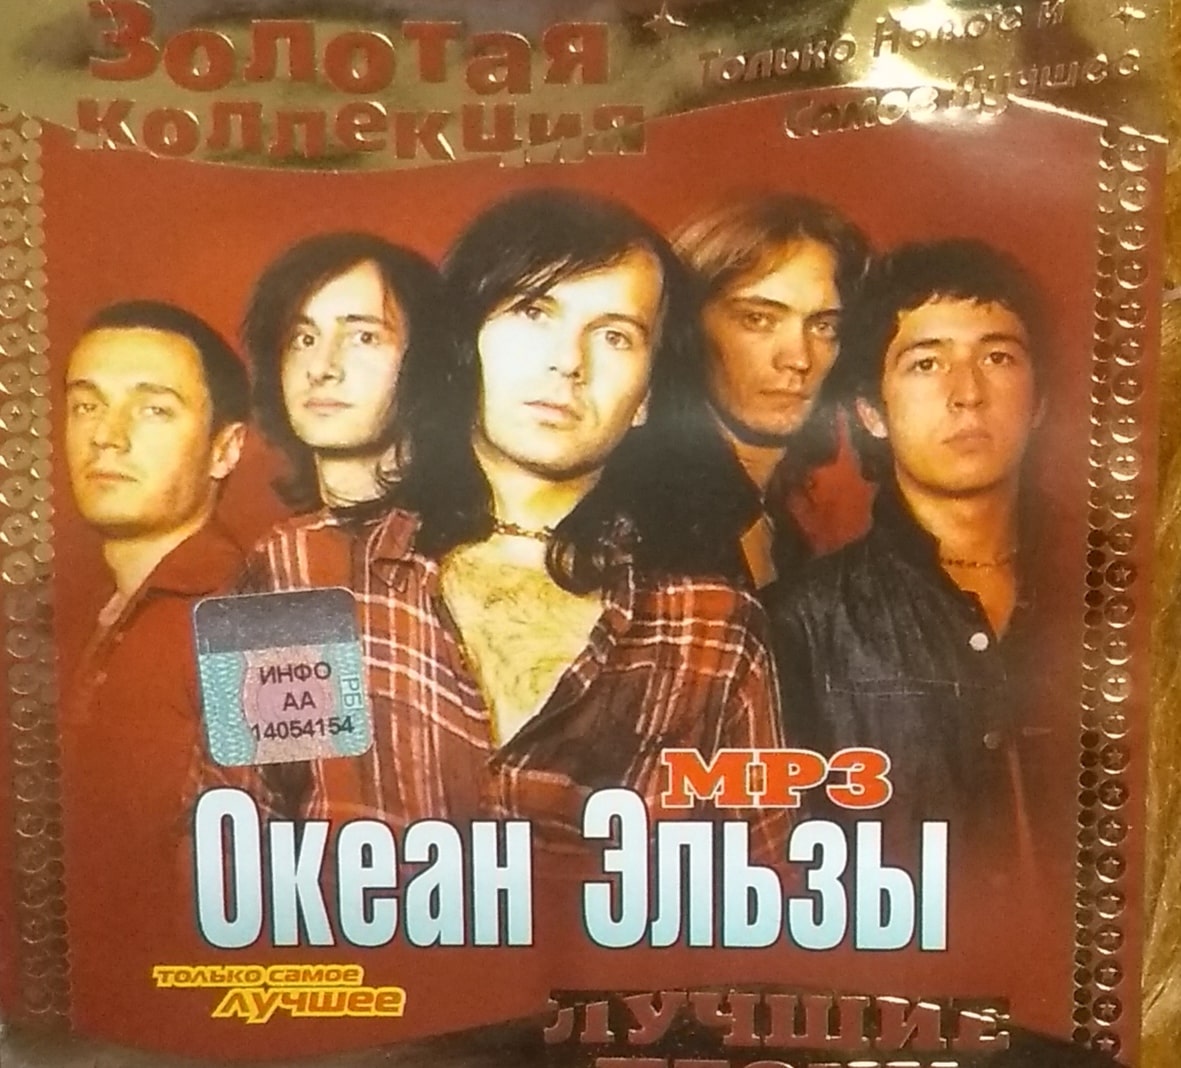 Золотая
коллекция
Только Новое и
Самое Лучшее
ИНФО
АА
14054154
РБ
МР3
Океан Эльзы
только самое
лучшее
ЛУЧШИЕ